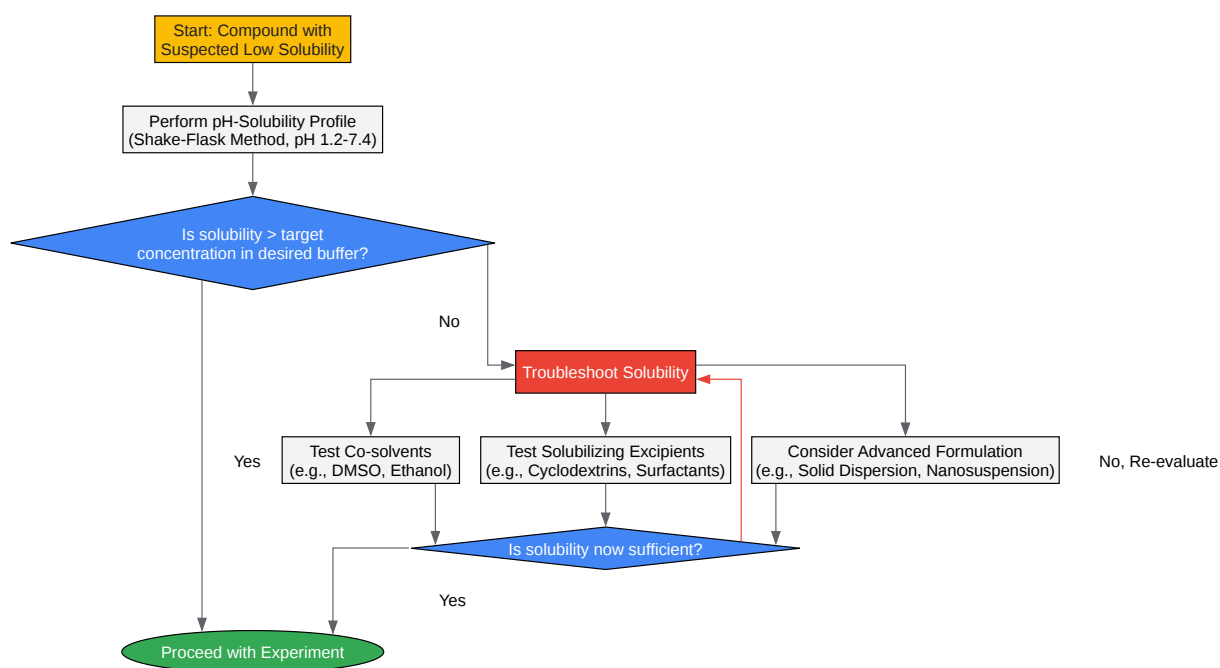 Start: Compound with
Suspected Low Solubility
Perform pH-Solubility Profile
(Shake-Flask Method, pH 1.2-7.4)
Is solubility > target
concentration in desired buffer?
No
Troubleshoot Solubility
Yes
Test Co-solvents
(e.g., DMSO, Ethanol)
Test Solubilizing Excipients
(e.g., Cyclodextrins, Surfactants)
Consider Advanced Formulation
(e.g., Solid Dispersion, Nanosuspension)
No, Re-evaluate
Is solubility now sufficient?
Yes
Proceed with Experiment